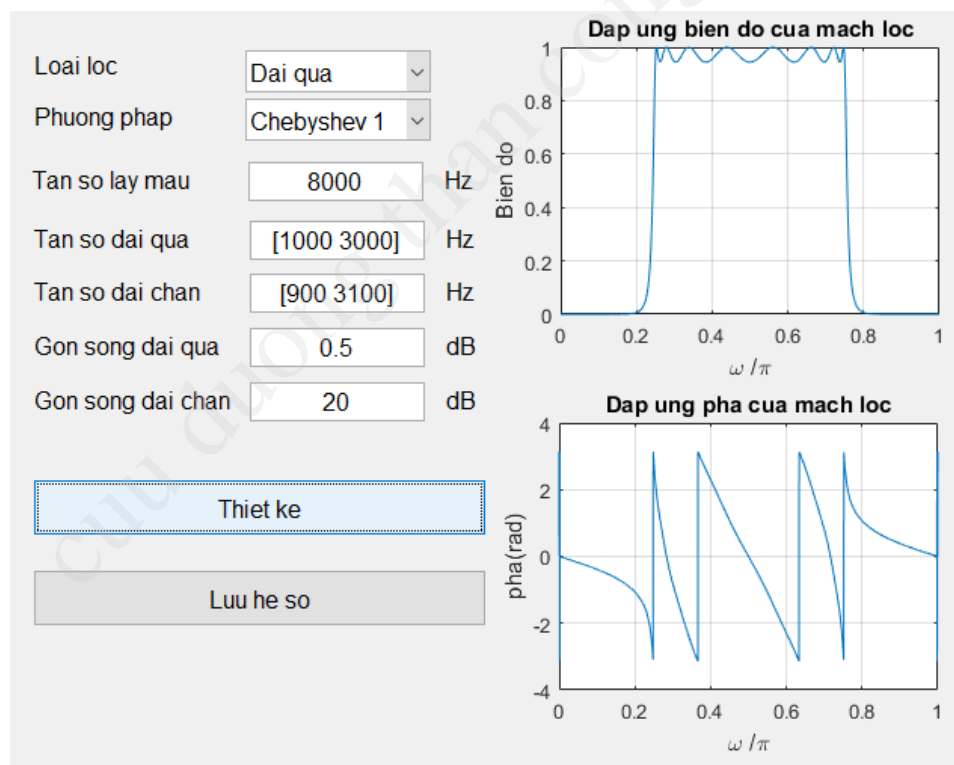 Loai loc
Dai qua
Phuong phap
Chebyshev 1
Tan so lay mau
8000
Hz
Tan so dai qua
[1000 3000]
Hz
Tan so dai chan
[900 3100]
Hz
Gon song dai qua
0.5
dB
Gon song dai chan
20
dB
Thiet ke
Luu he so
Dap ung bien do cua mach loc
Bien do
1
0.8
0.6
0.4
0.2
0
0 0.2 0.4 0.6 0.8 1
ω /π
Dap ung pha cua mach loc
pha(rad)
4
2
0
-2
-4
0 0.2 0.4 0.6 0.8 1
ω /π
cuu duong than cong